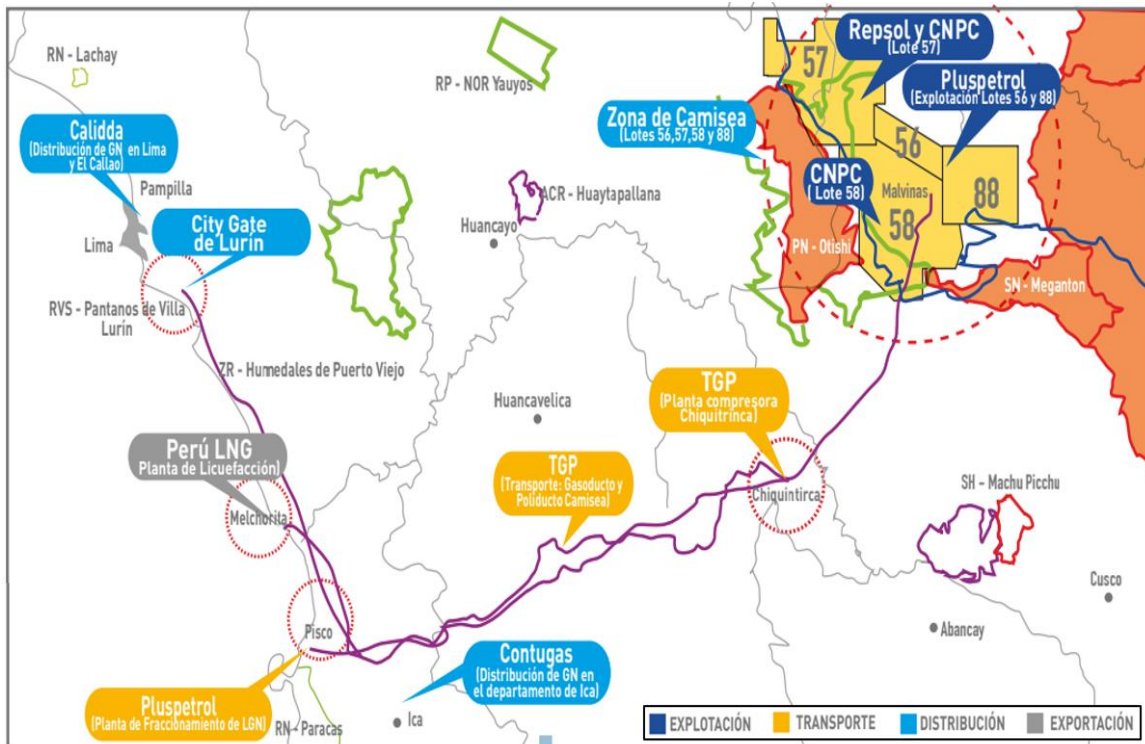 RN - Lachay
RP - NOR Yauyos
57
Repsol y CNPC
(Lote 57)
Pluspetrol
(Explotación Lotes 56 y 88)
Zona de Camisea
(Lotes 56,57,58 y 88)
56
Calidda
(Distribución de GN en Lima
y El Callao)
CNPC
( Lote 58)
Malvinas
88
58
Pampilla
ACR - Huaytapallana
City Gate
de Lurín
Huancayo
Lima
PN - Otishi
SN - Meganton
RVS - Pantanos de Villa
Lurín
ZR - Humedales de Puerto Viejo
TGP
(Planta compresora
Chiquitrinca)
Huancavelica
Perú LNG
Planta de Licuefacción)
TGP
(Transporte: Gasoducto y
Poliducto Camisea)
Chiquintirca
SH - Machu Picchu
Melchorita
Cusco
Pisco
Abancay
Contugas
(Distribución de GN en
el departamento de Ica)
Pluspetrol
(Planta de Fraccionamiento de LGN)
RN - Paracas
Ica
EXPLOTACIÓN
TRANSPORTE
DISTRIBUCIÓN
EXPORTACIÓN